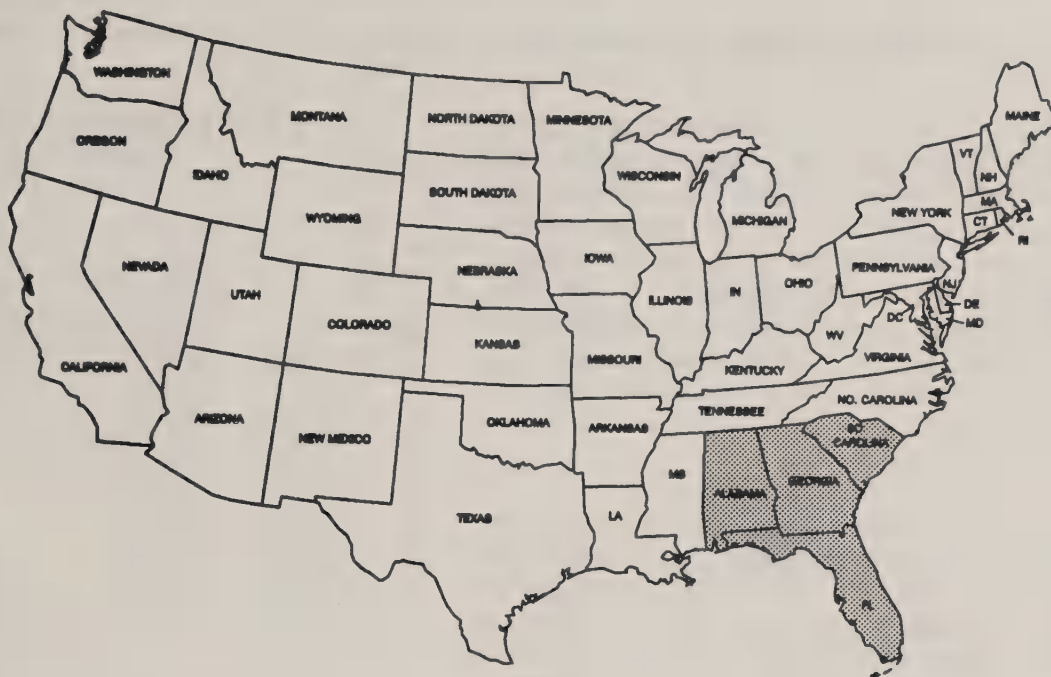 WASHINGTON
MONTANA
NORTH DAKOTA
MINNESOTA
MAINE
OREGON
IDAHO
WYOMING
SOUTH DAKOTA
WISCONSIN
MICHIGAN
VT
NH
NEW YORK
MA
CT
RI
NEVADA
UTAH
COLORADO
NEBRASKA
IOWA
ILLINOIS
IN
OHIO
PENNSYLVANIA
NJ
DE
DC
MD
WV
VIRGINIA
CALIFORNIA
KANSAS
MISSOURI
KENTUCKY
ARIZONA
NEW MEXICO
OKLAHOMA
ARKANSAS
TENNESSEE
NO. CAROLINA
SO
CAROLINA
TEXAS
LA
MS
ALABAMA
GEORGIA
FL